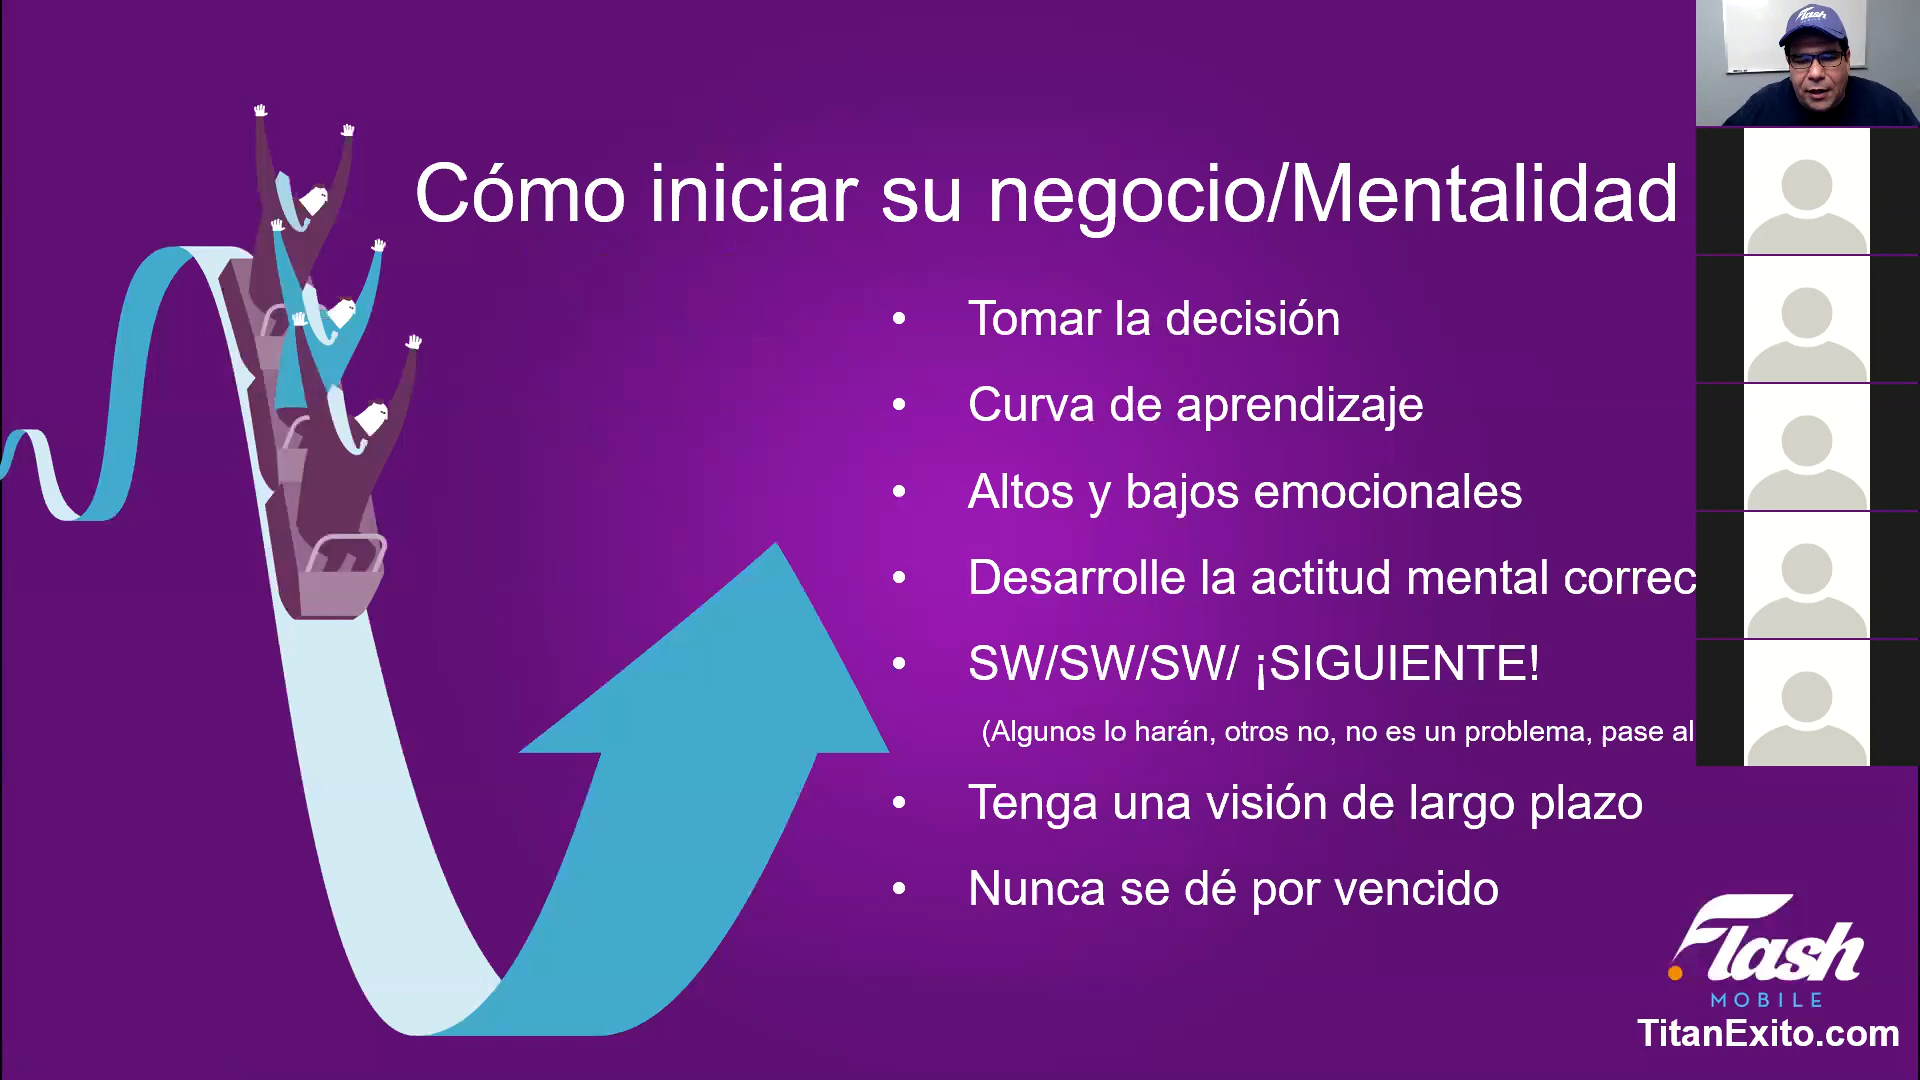 Flash
Cómo iniciar su negocio/Mentalidad
• Tomar la decisión
• Curva de aprendizaje
• Altos y bajos emocionales
• Desarrolle la actitud mental correc
• SW/SW/SW/ ¡SIGUIENTE!
(Algunos lo harán, otros no, no es un problema, pase al
• Tenga una visión de largo plazo
• Nunca se dé por vencido
Flash
MOBILE
TitanExito.com